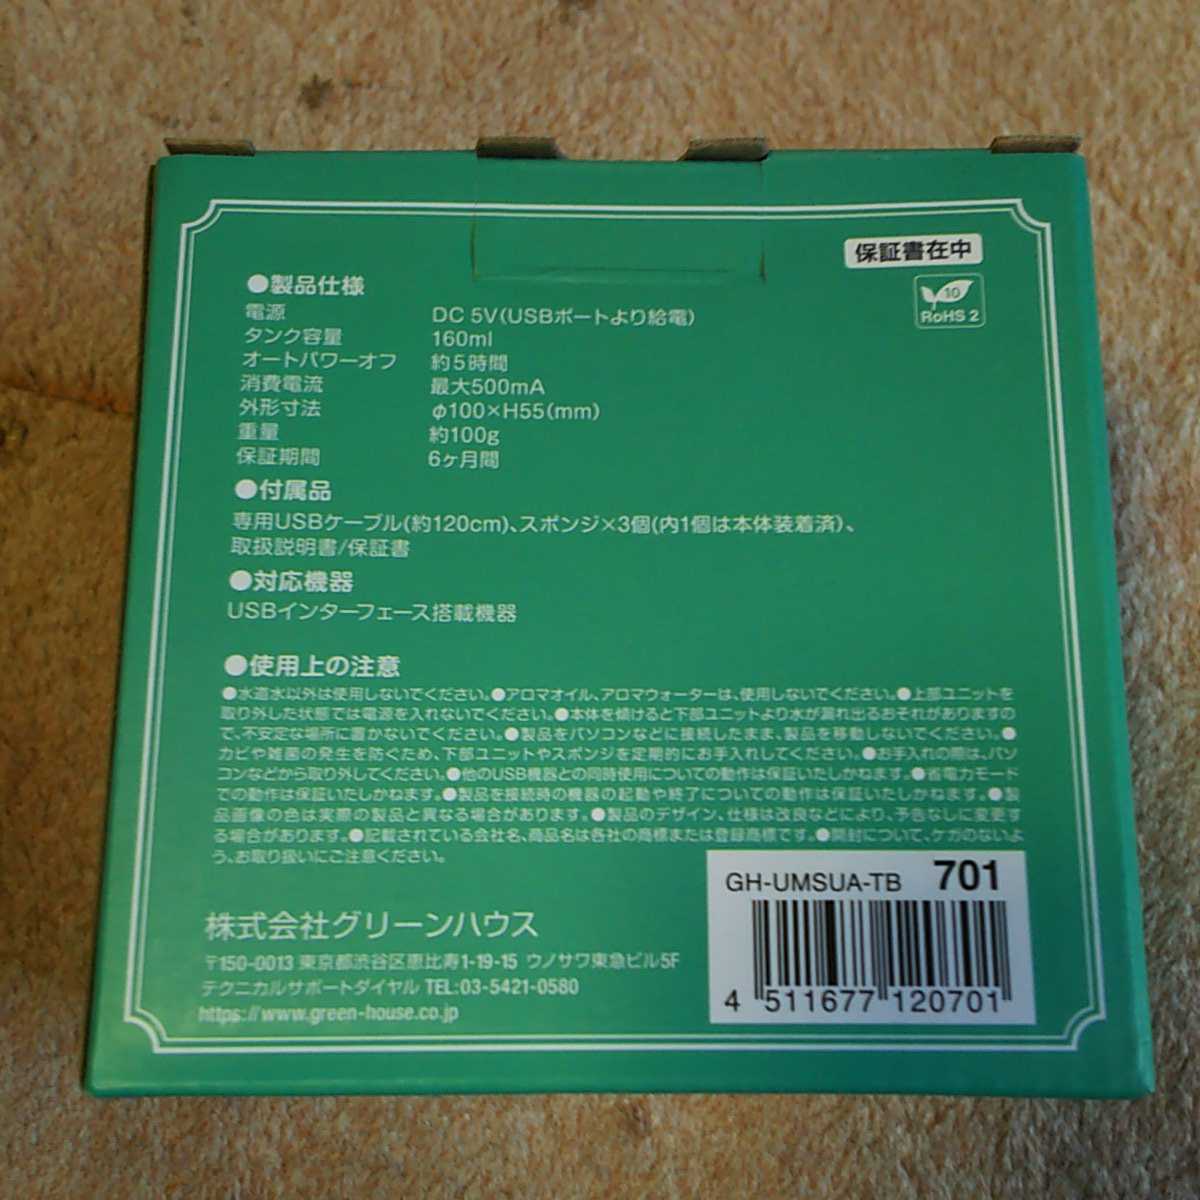 保証書在中
10
RoHS 2
●製品仕様
電源 DC 5V(USBポートより給電)
タンク容量 160ml
オートパワーオフ 約5時間
消費電流 最大500mA
外形寸法 φ100×H55(mm)
重量 約100g
保証期間 6ヶ月間
●付属品
専用USBケーブル(約120cm)、スポンジ×3個(内1個は本体装着済)、
取扱説明書/保証書
●対応機器
USBインターフェース搭載機器
●使用上の注意
●水道水以外は使用しないでください。●アロマオイル、アロマウォーターは、使用しないでください。●上部ユニットを
取り外した状態では電源を入れないでください。●本体を傾けると下部ユニットより水が漏れ出るおそれがありますの
で、不安定な場所に置かないでください。●製品をパソコンなどに接続したまま、製品を移動しないでください。●
カビや雑菌の発生を防ぐため、下部ユニットやスポンジを定期的にお手入れしてください。●お手入れの際は、パソ
コンなどから取り外してください。●他のUSB機器との同時使用についての動作は保証いたしかねます。●省電力モード
での動作は保証いたしかねます。●製品を接続時の機器の起動や終了についての動作は保証いたしかねます。●製
品画像の色は実際の製品と異なる場合があります。●製品のデザイン、仕様は改良などにより、予告なしに変更す
る場合があります。●記載されている会社名、商品名は各社の商標または登録商標です。●開封について、ケガのないよ
う、お取り扱いにご注意ください。
GH-UMSUA-TB 701
4 511677 120701
株式会社グリーンハウス
〒150-0013 東京都渋谷区恵比寿1-19-15 ウノサワ東急ビル5F
テクニカルサポートダイヤル TEL:03-5421-0580
https://www.green-house.co.jp